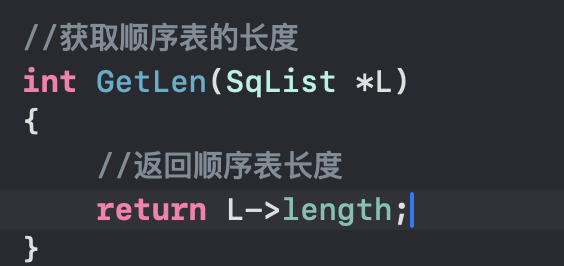 //获取顺序表的长度
int GetLen(SqList *L)
{
//返回顺序表长度
return L->length;
}